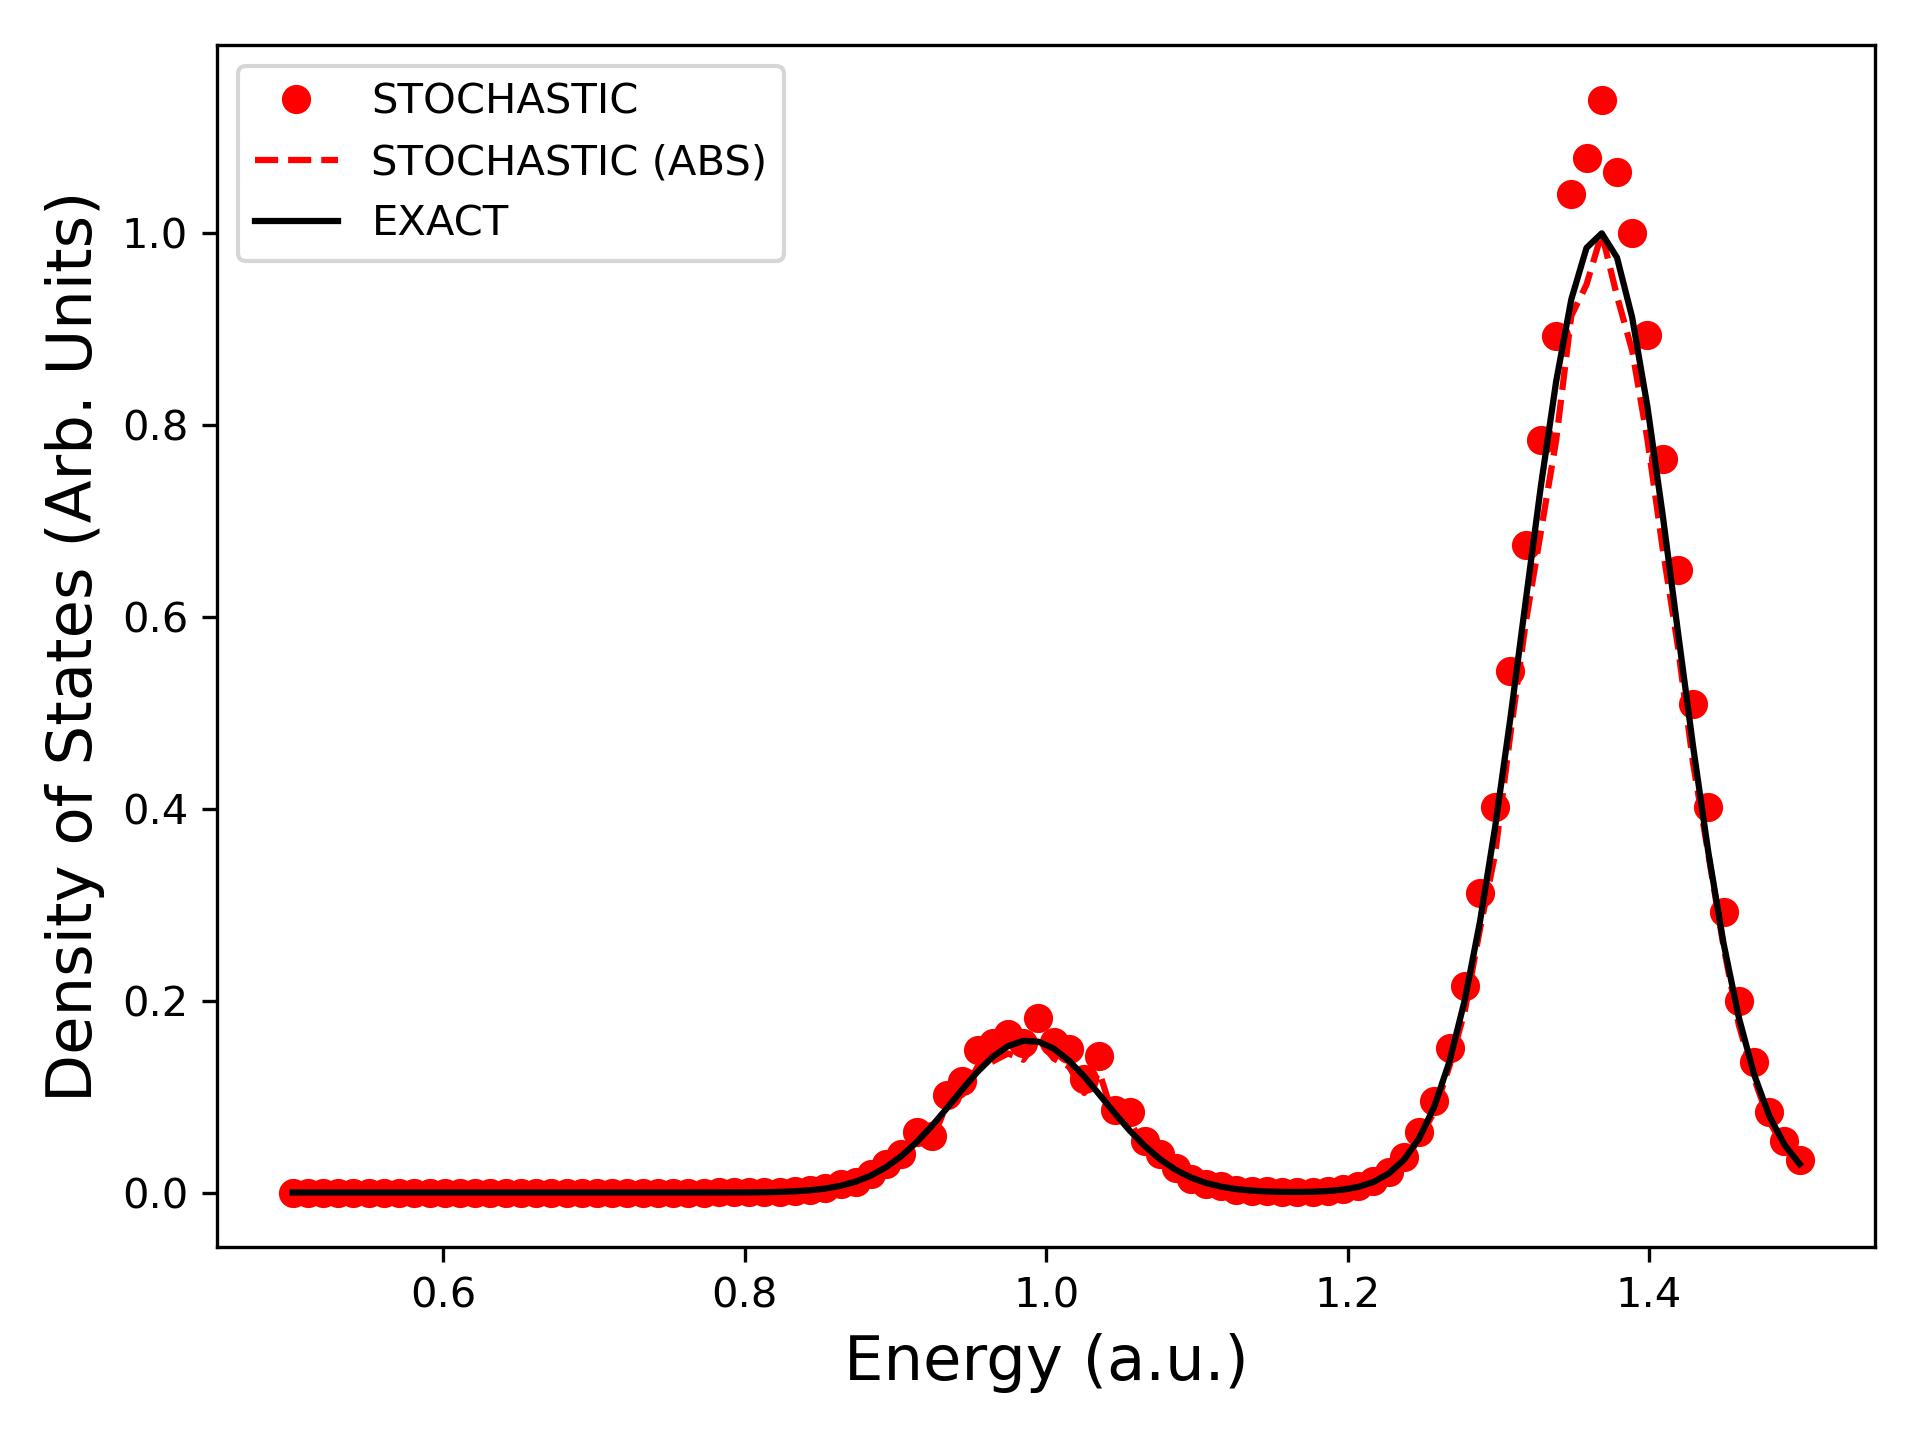 STOCHASTIC
STOCHASTIC (ABS)
EXACT
Density of States (Arb. Units)
1.0
0.8
0.6
0.4
0.2
0.0
0.6 0.8 1.0 1.2 1.4
Energy (a.u.)